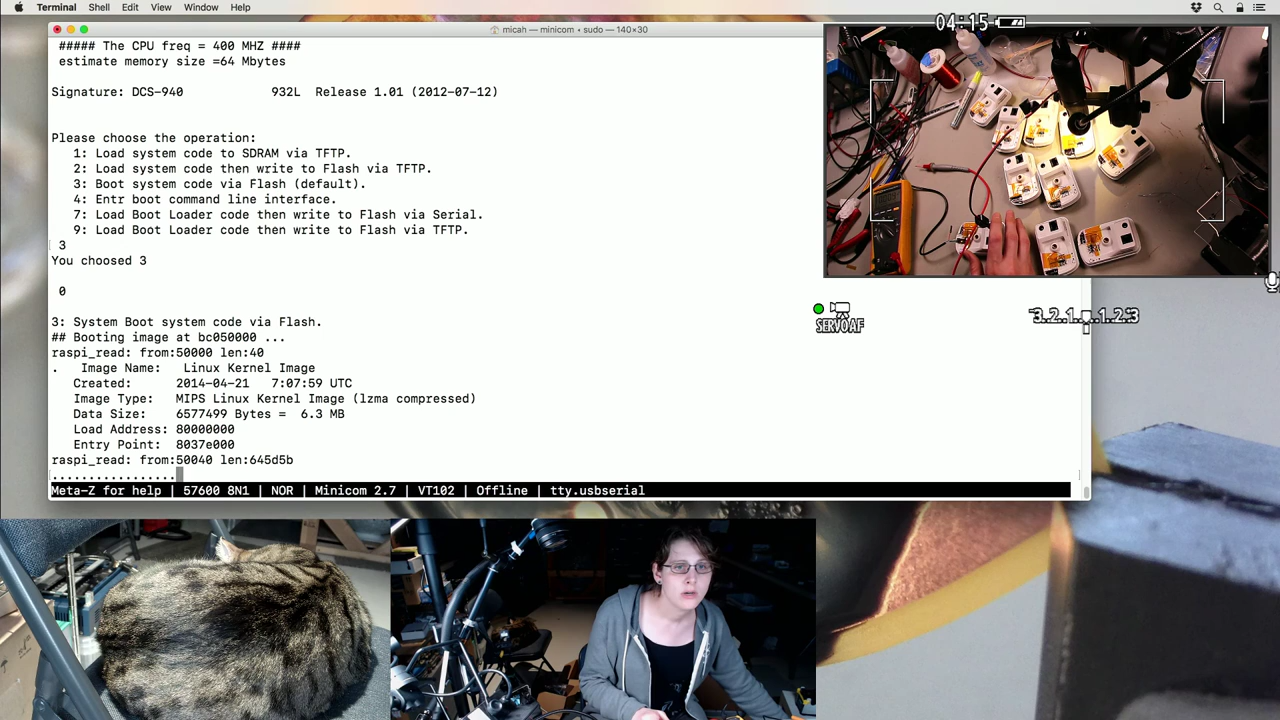 Terminal Shell Edit View Window Help
micah — minicom • sudo — 140×30
##### The CPU freq = 400 MHZ ####
estimate memory size =64 Mbytes
Signature: DCS-940 932L Release 1.01 (2012-07-12)
Please choose the operation:
1: Load system code to SDRAM via TFTP.
2: Load system code then write to Flash via TFTP.
3: Boot system code via Flash (default).
4: Entr boot command line interface.
7: Load Boot Loader code then write to Flash via Serial.
9: Load Boot Loader code then write to Flash via TFTP.
3
You choosed 3
0
3: System Boot system code via Flash.
## Booting image at bc050000 ...
raspi_read: from:50000 len:40
. Image Name: Linux Kernel Image
Created: 2014-04-21 7:07:59 UTC
Image Type: MIPS Linux Kernel Image (lzma compressed)
Data Size: 6577499 Bytes = 6.3 MB
Load Address: 80000000
Entry Point: 8037e000
raspi_read: from:50040 len:645d5b
.................
Meta-Z for help | 57600 8N1 | NOR | Minicom 2.7 | VT102 | Offline | tty.usbserial
04:15
SERVO AF
3..2..1..1..2..3